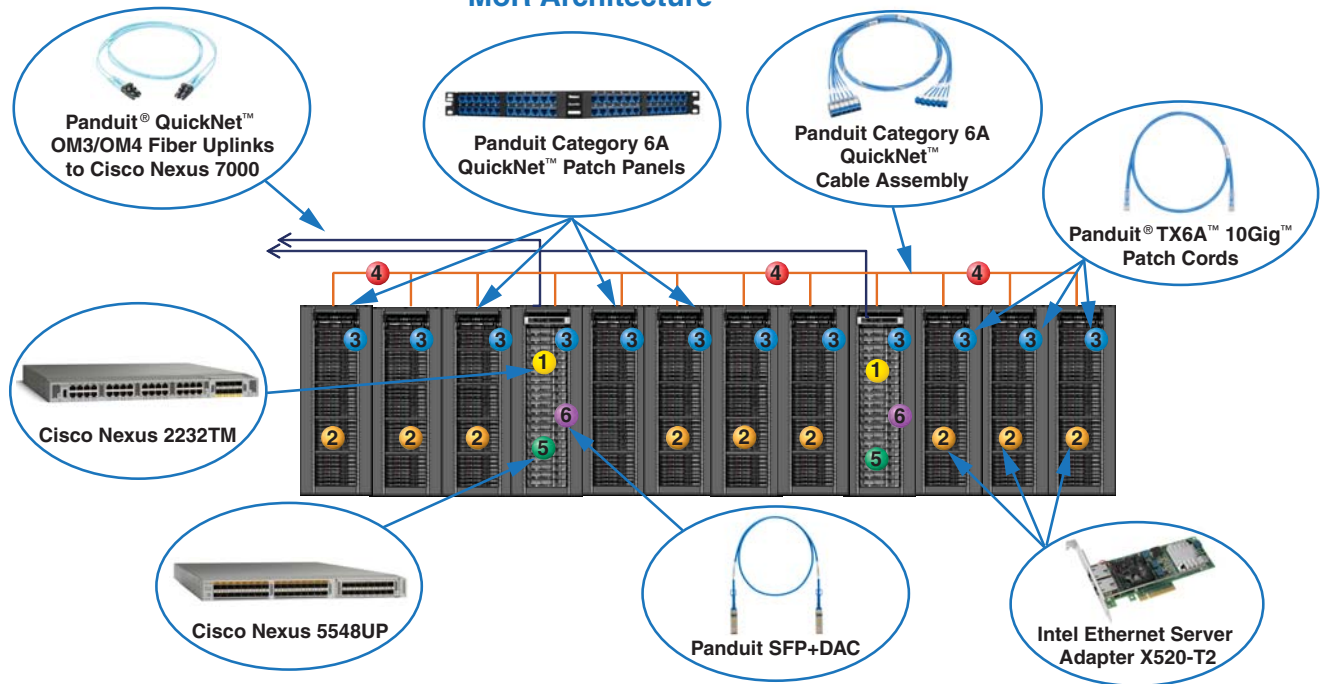 MoR Architecture
Panduit® QuickNet™
OM3/OM4 Fiber Uplinks
to Cisco Nexus 7000
Panduit Category 6A
QuickNet™ Patch Panels
Panduit Category 6A
QuickNet™
Cable Assembly
Panduit® TX6A™ 10Gig™
Patch Cords
4 4 4
3 3 3 3 3 3 3 3 3 3 3 3
1 1
6 6
2 2 2 2 2 2 2 2 2
5 5
Cisco Nexus 2232TM
Cisco Nexus 5548UP
Panduit SFP+DAC
Intel Ethernet Server
Adapter X520-T2